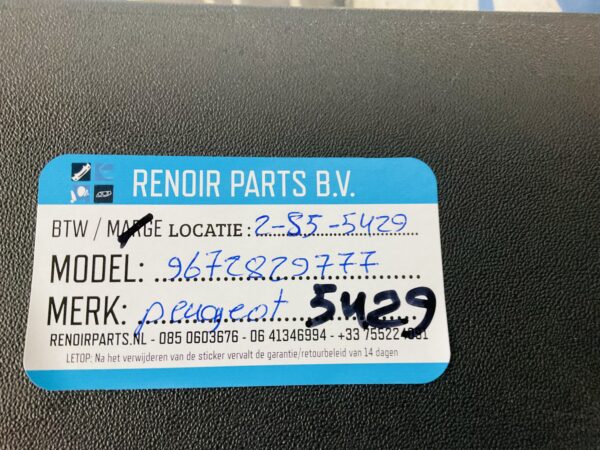 RENOIR PARTS B.V.
BTW / MARGE LOCATIE : 2-85-5429
MODEL: 9672829777
MERK: peugeot 5429
RENOIRPARTS.NL - 085 0603676 - 06 41346994 - +33
LETOP: Na het verwijderen van de sticker vervalt de garantie/retourbeleid van 14 dagen